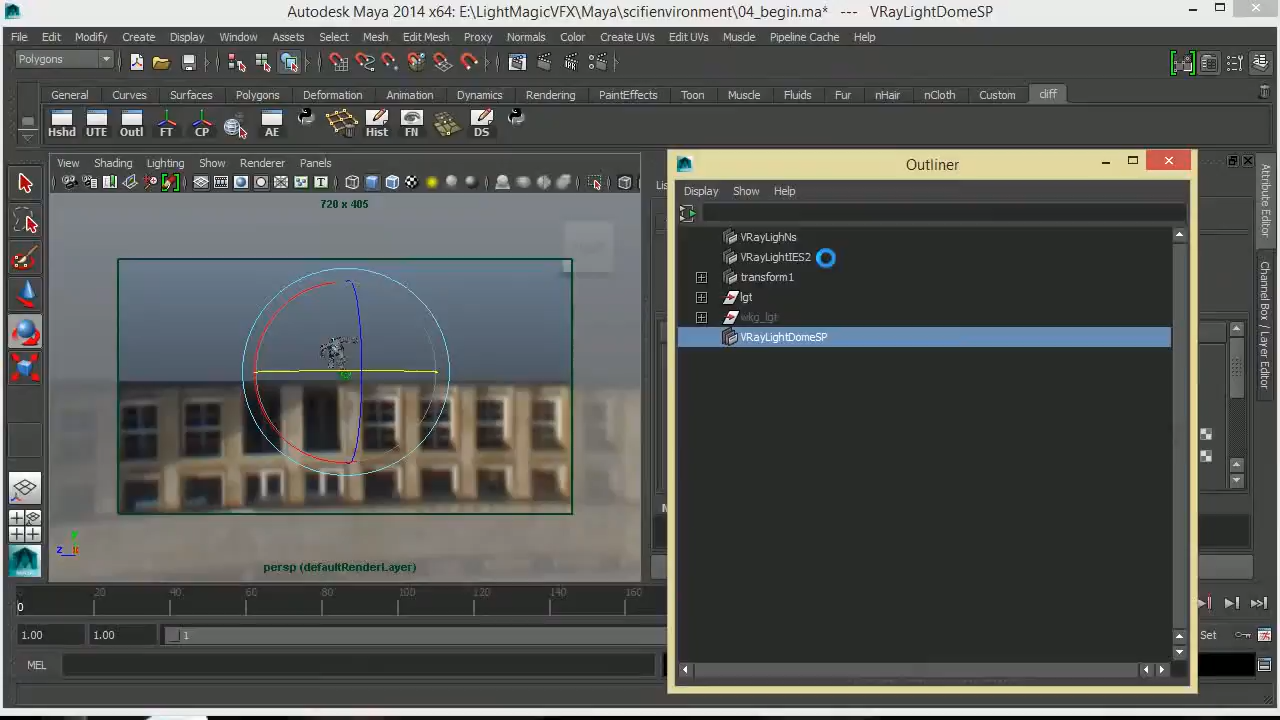 Autodesk Maya 2014 x64: E:\LightMagicVFX\Maya\scifienvironment\04_begin.ma* --- VRayLightDomeSP
File Edit Modify Create Display Window Assets Select Mesh Edit Mesh Proxy Normals Color Create UVs Edit UVs Muscle Pipeline Cache Help
Polygons
General Curves Surfaces Polygons Deformation Animation Dynamics Rendering PaintEffects Toon Muscle Fluids Fur nHair nCloth Custom diff
Hshd UTE Outl FT CP AE Hist FN DS
View Shading Lighting Show Renderer Panels
720 x 405
persp (defaultRenderLayer)
Outliner
Display Show Help
VRayLighNs
VRayLightIES2
transform1
lgt
wkg_lgt
VRayLightDomeSP
Attribute Editor
Channel Box / Layer Editor
0 20 40 60 80 100 120 140 160
0
1.00 1.00 1
Set
MEL